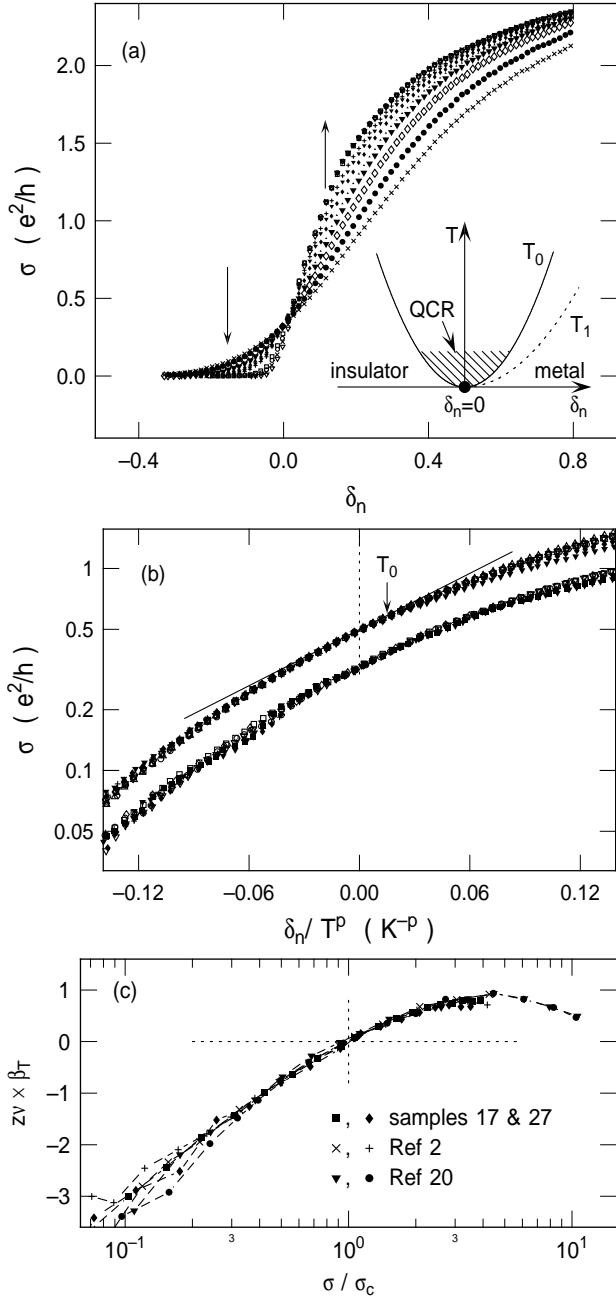 (a)
2.0
1.5
1.0
0.5
0.0
σ ( e²/h )
−0.4 0.0 0.4 0.8
δₙ
T
T₀
QCR
T₁
insulator
metal
δₙ=0
δₙ
(b)
T₀
1
0.5
0.2
0.1
0.05
σ ( e²/h )
−0.12 −0.06 0.00 0.06 0.12
δₙ/ Tᵖ ( K⁻ᵖ )
(c)
1
0
−1
−2
−3
zν × β_T
■ , ♦ samples 17 & 27
× , + Ref 2
▼ , ● Ref 20
10⁻¹ 3 10⁰ 3 10¹
σ / σ_c